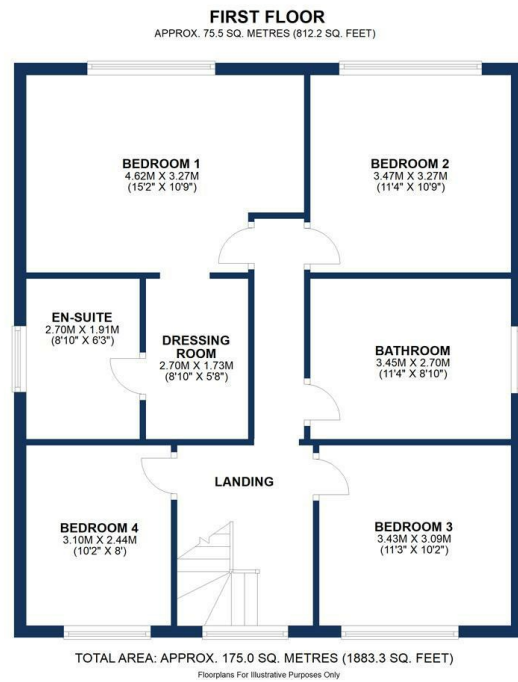 FIRST FLOOR
APPROX. 75.5 SQ. METRES (812.2 SQ. FEET)
BEDROOM 1
4.62M X 3.27M
(15'2" X 10'9")
BEDROOM 2
3.47M X 3.27M
(11'4" X 10'9")
EN-SUITE
2.70M X 1.91M
(8'10" X 6'3")
DRESSING
ROOM
2.70M X 1.73M
(8'10" X 5'8")
BATHROOM
3.45M X 2.70M
(11'4" X 8'10")
LANDING
BEDROOM 4
3.10M X 2.44M
(10'2" X 8')
BEDROOM 3
3.43M X 3.09M
(11'3" X 10'2")
TOTAL AREA: APPROX. 175.0 SQ. METRES (1883.3 SQ. FEET)
Floorplans For Illustrative Purposes Only